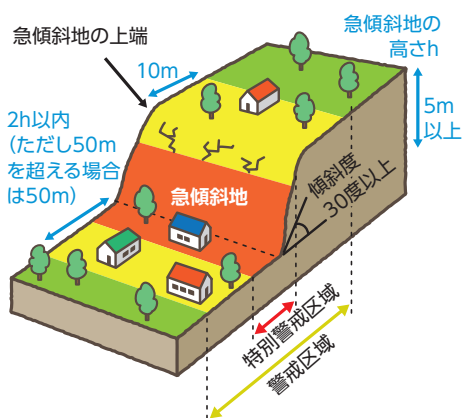 急傾斜地の上端
急傾斜地の
高さh
10m
5m
以上
2h以内
(ただし50m
を超える場合
は50m)
急傾斜地
傾斜度
30度以上
特別警戒区域
警戒区域